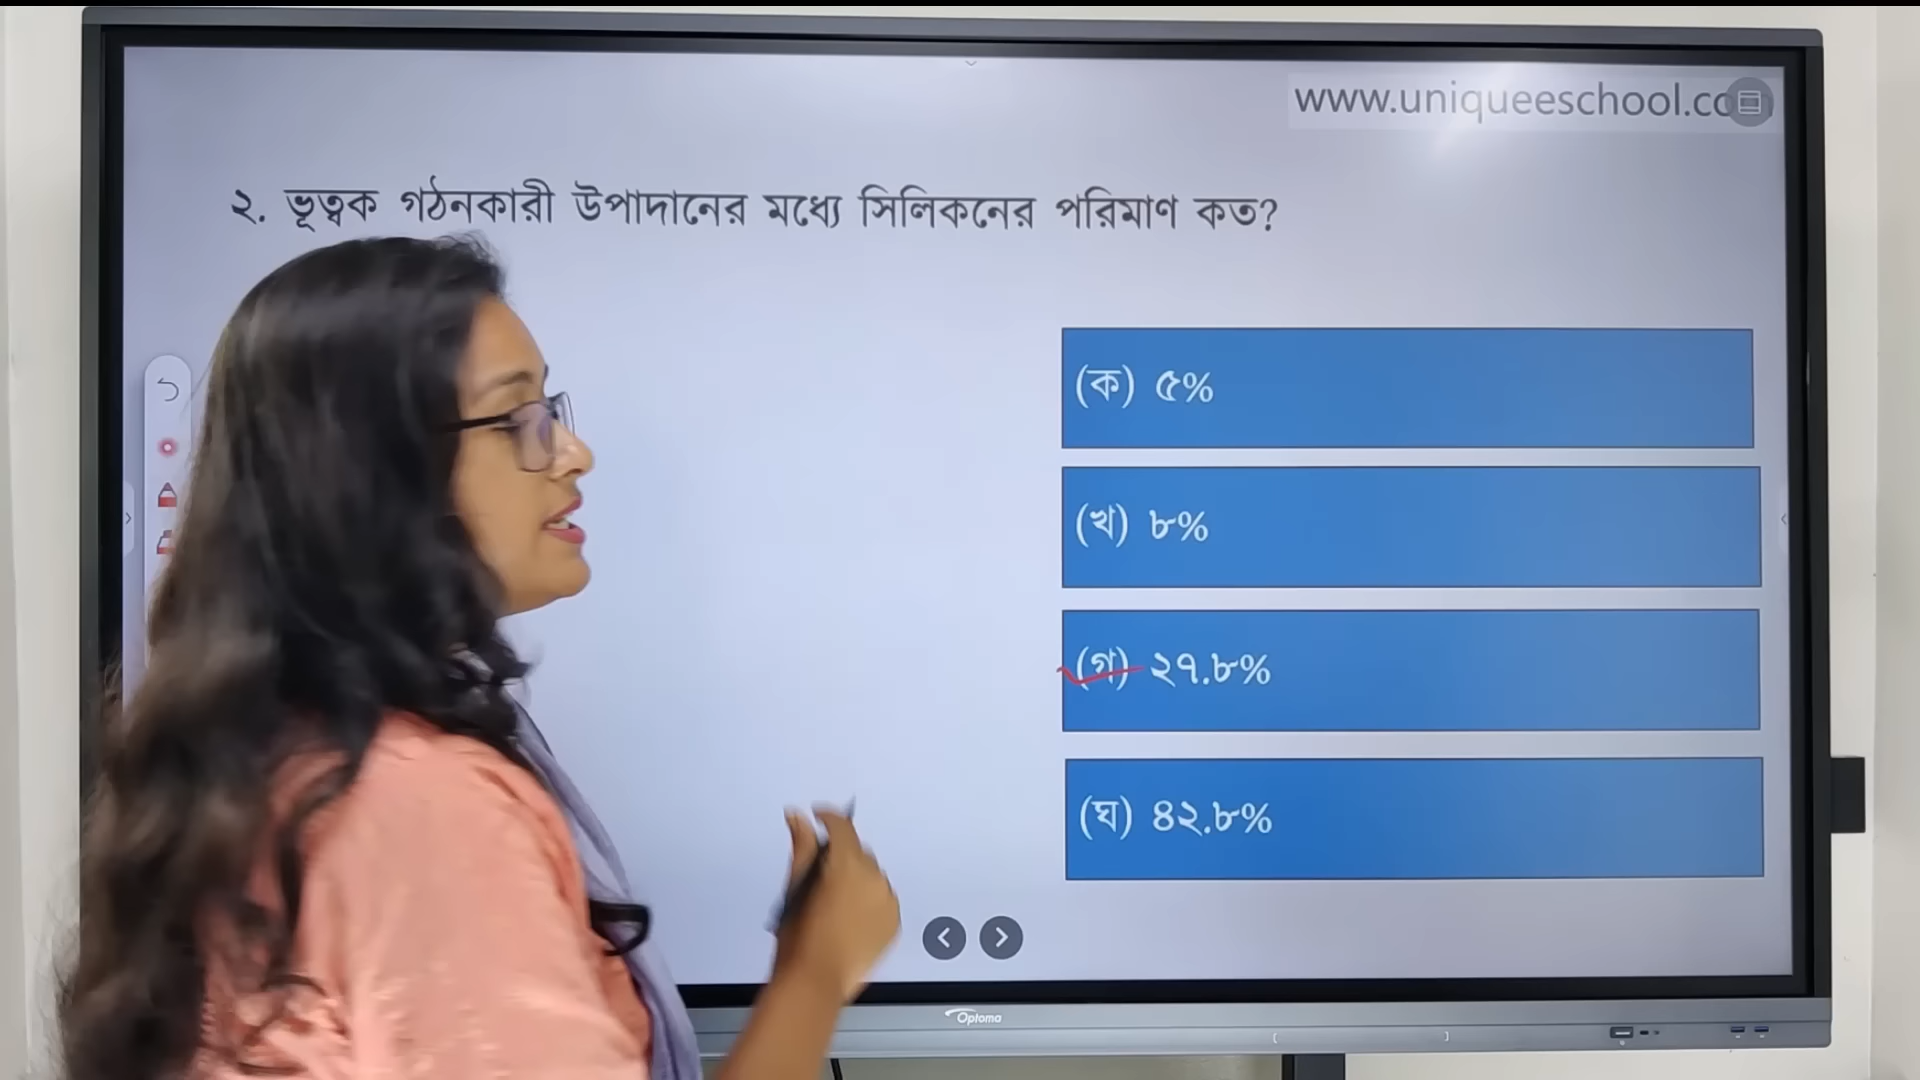 www.uniqueeschool.co
২. ভূত্বক গঠনকারী উপাদানের মধ্যে সিলিকনের পরিমাণ কত?
(ক) ৫%
(খ) ৮%
(গ) ২৭.৮%
(ঘ) ৪২.৮%
Optoma